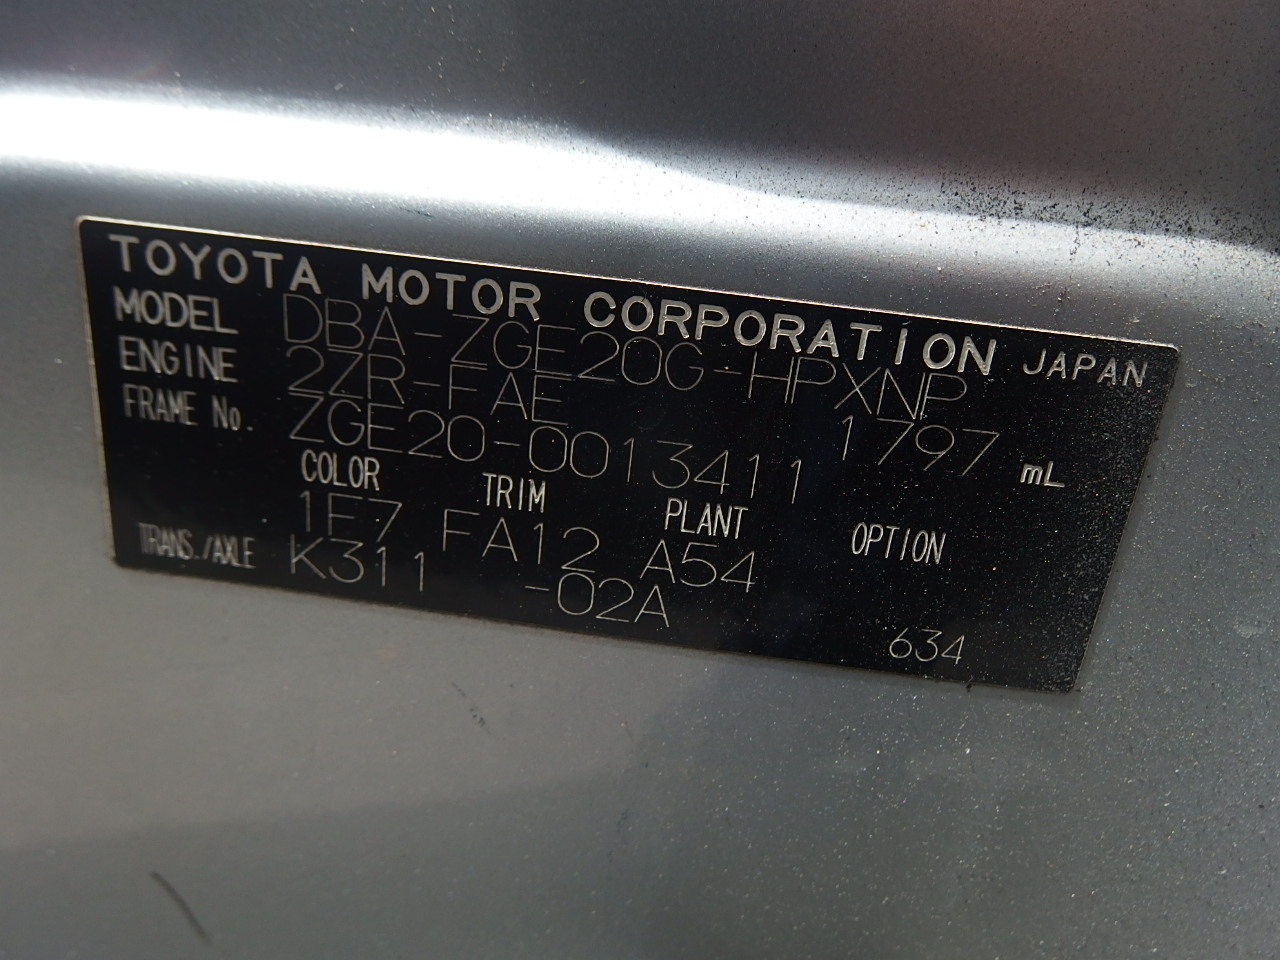 TOYOTA MOTOR CORPORATION JAPAN
MODEL DBA-ZGE20G-HPXNP
ENGINE 2ZR-FAE 1797 mL
FRAME No. ZGE20-0013411
COLOR TRIM PLANT OPTION
1F7 FA12 A54
TRANS./AXLE K311 -02A
634